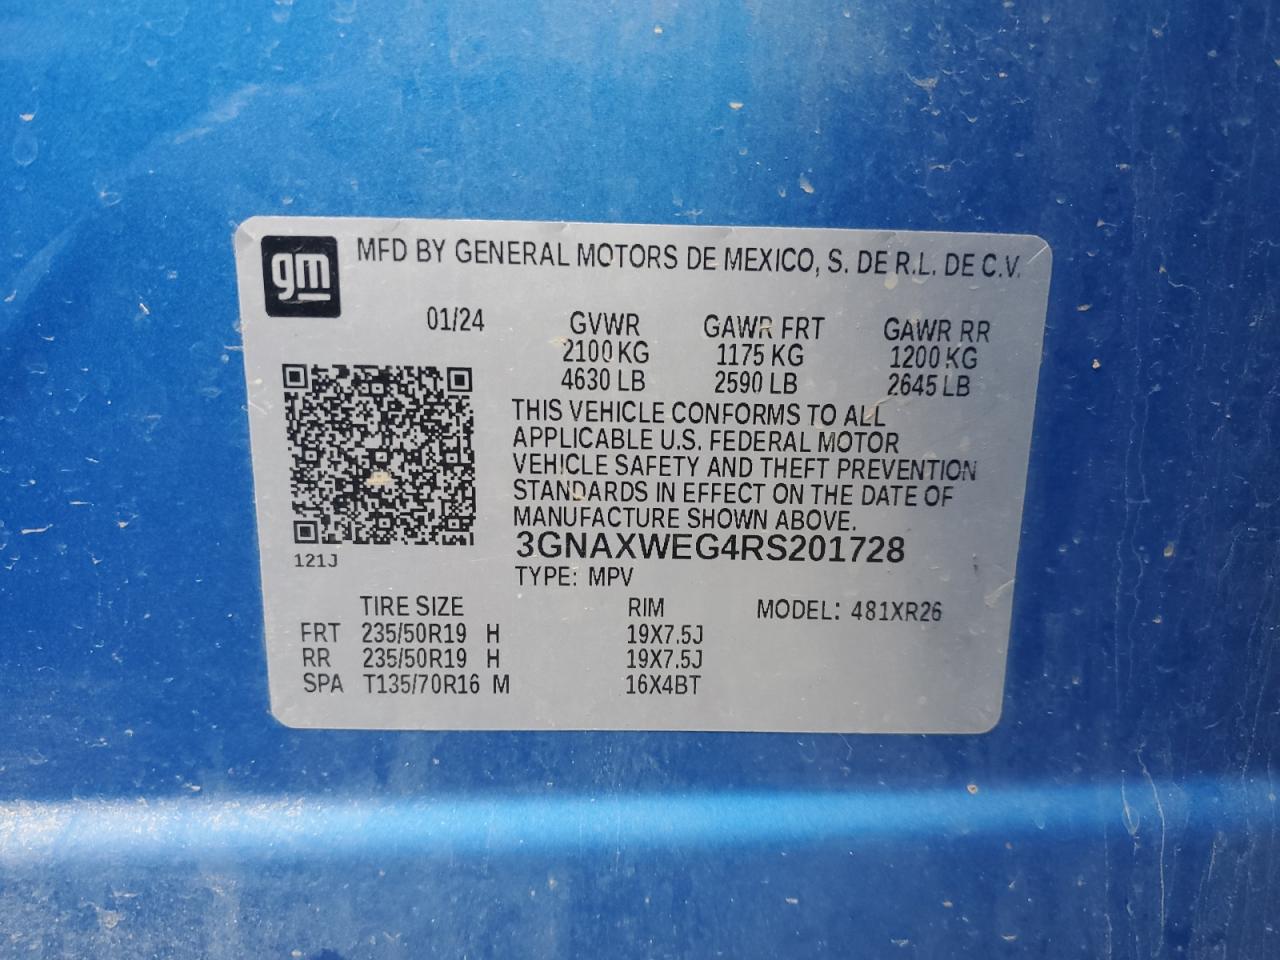 gm
MFD BY GENERAL MOTORS DE MEXICO, S. DE R.L. DE C.V.
01/24 GVWR GAWR FRT GAWR RR
2100 KG 1175 KG 1200 KG
4630 LB 2590 LB 2645 LB
THIS VEHICLE CONFORMS TO ALL
APPLICABLE U.S. FEDERAL MOTOR
VEHICLE SAFETY AND THEFT PREVENTION
STANDARDS IN EFFECT ON THE DATE OF
MANUFACTURE SHOWN ABOVE.
3GNAXWEG4RS201728
121J
TYPE: MPV
TIRE SIZE RIM MODEL: 481XR26
FRT 235/50R19 H 19X7.5J
RR 235/50R19 H 19X7.5J
SPA T135/70R16 M 16X4BT